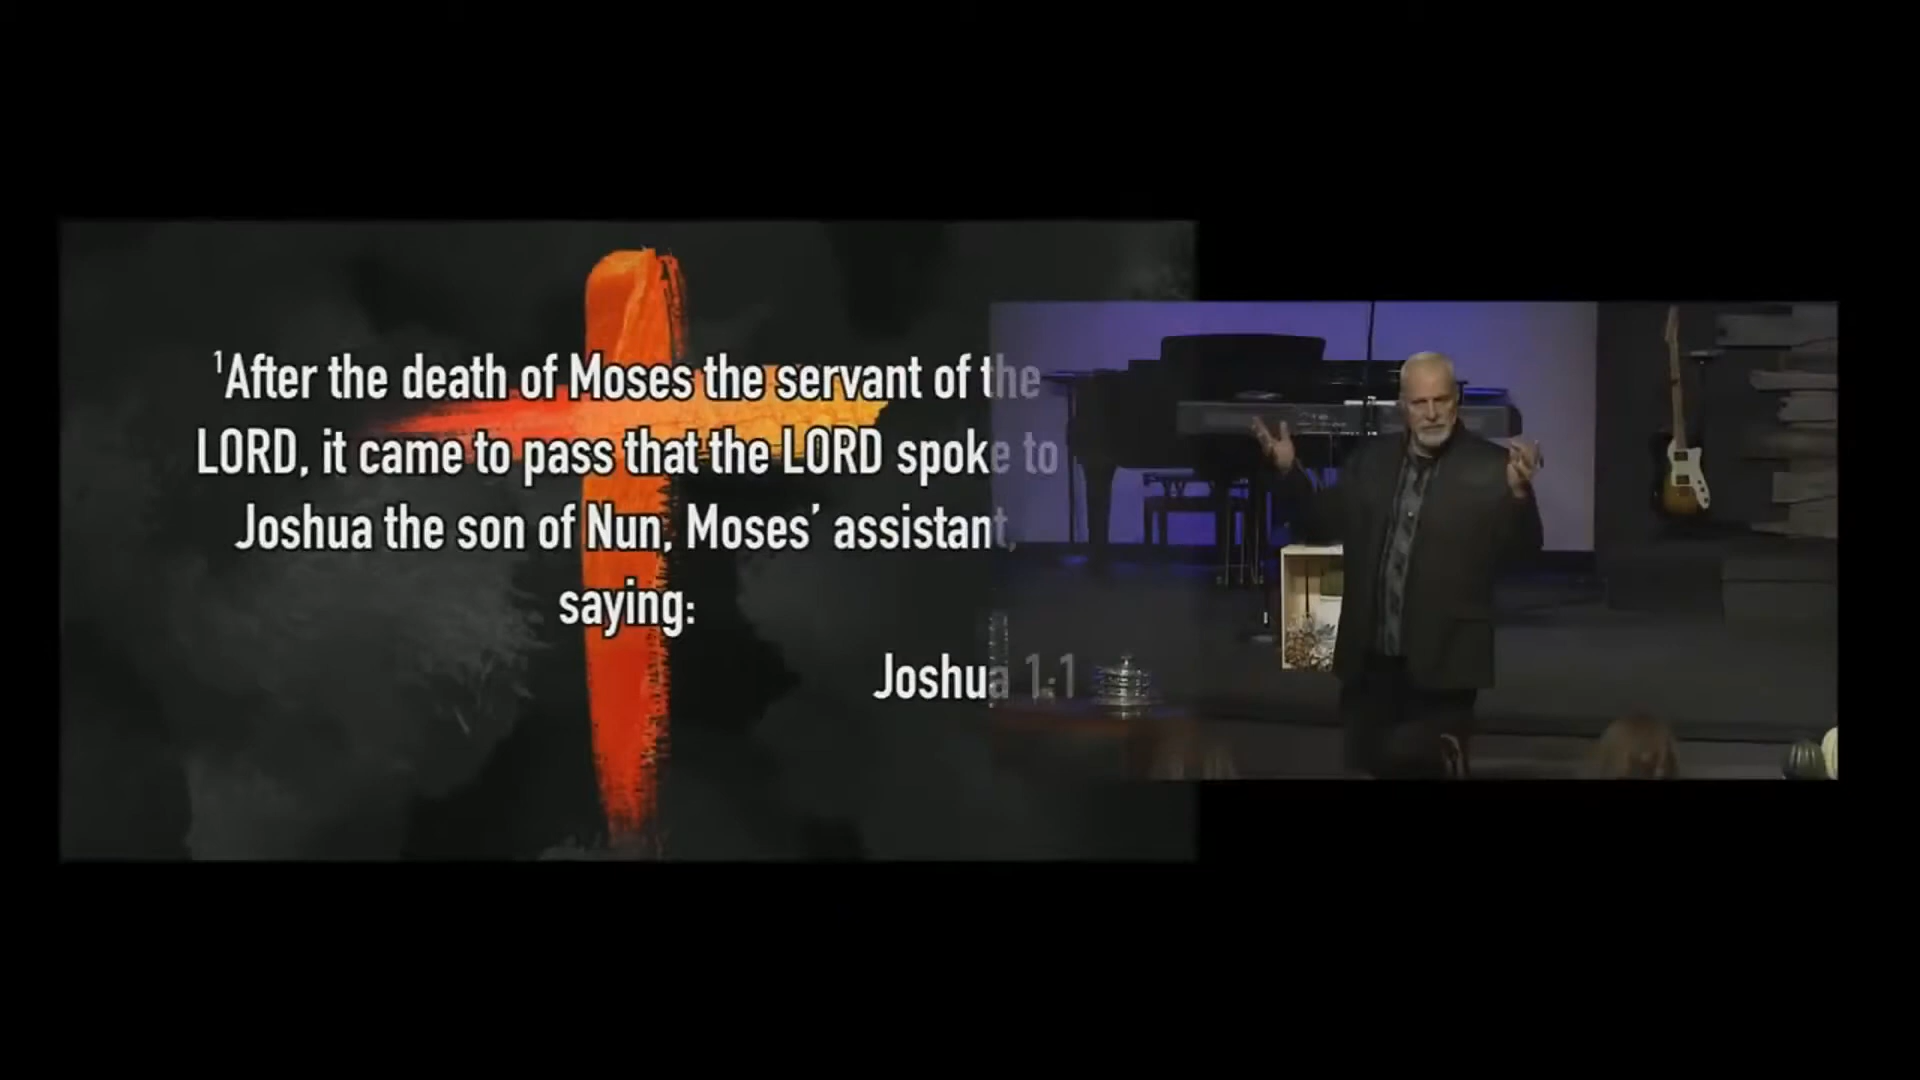 ¹After the death of Moses the servant of the
LORD, it came to pass that the LORD spoke to
Joshua the son of Nun, Moses’ assistant,
saying:
Joshua 1:1